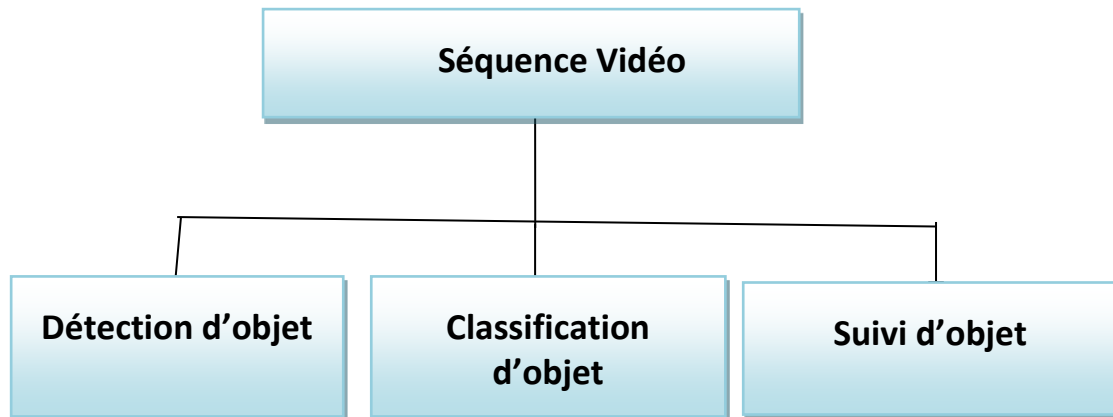 Séquence Vidéo
Détection d’objet
Classification
d’objet
Suivi d’objet